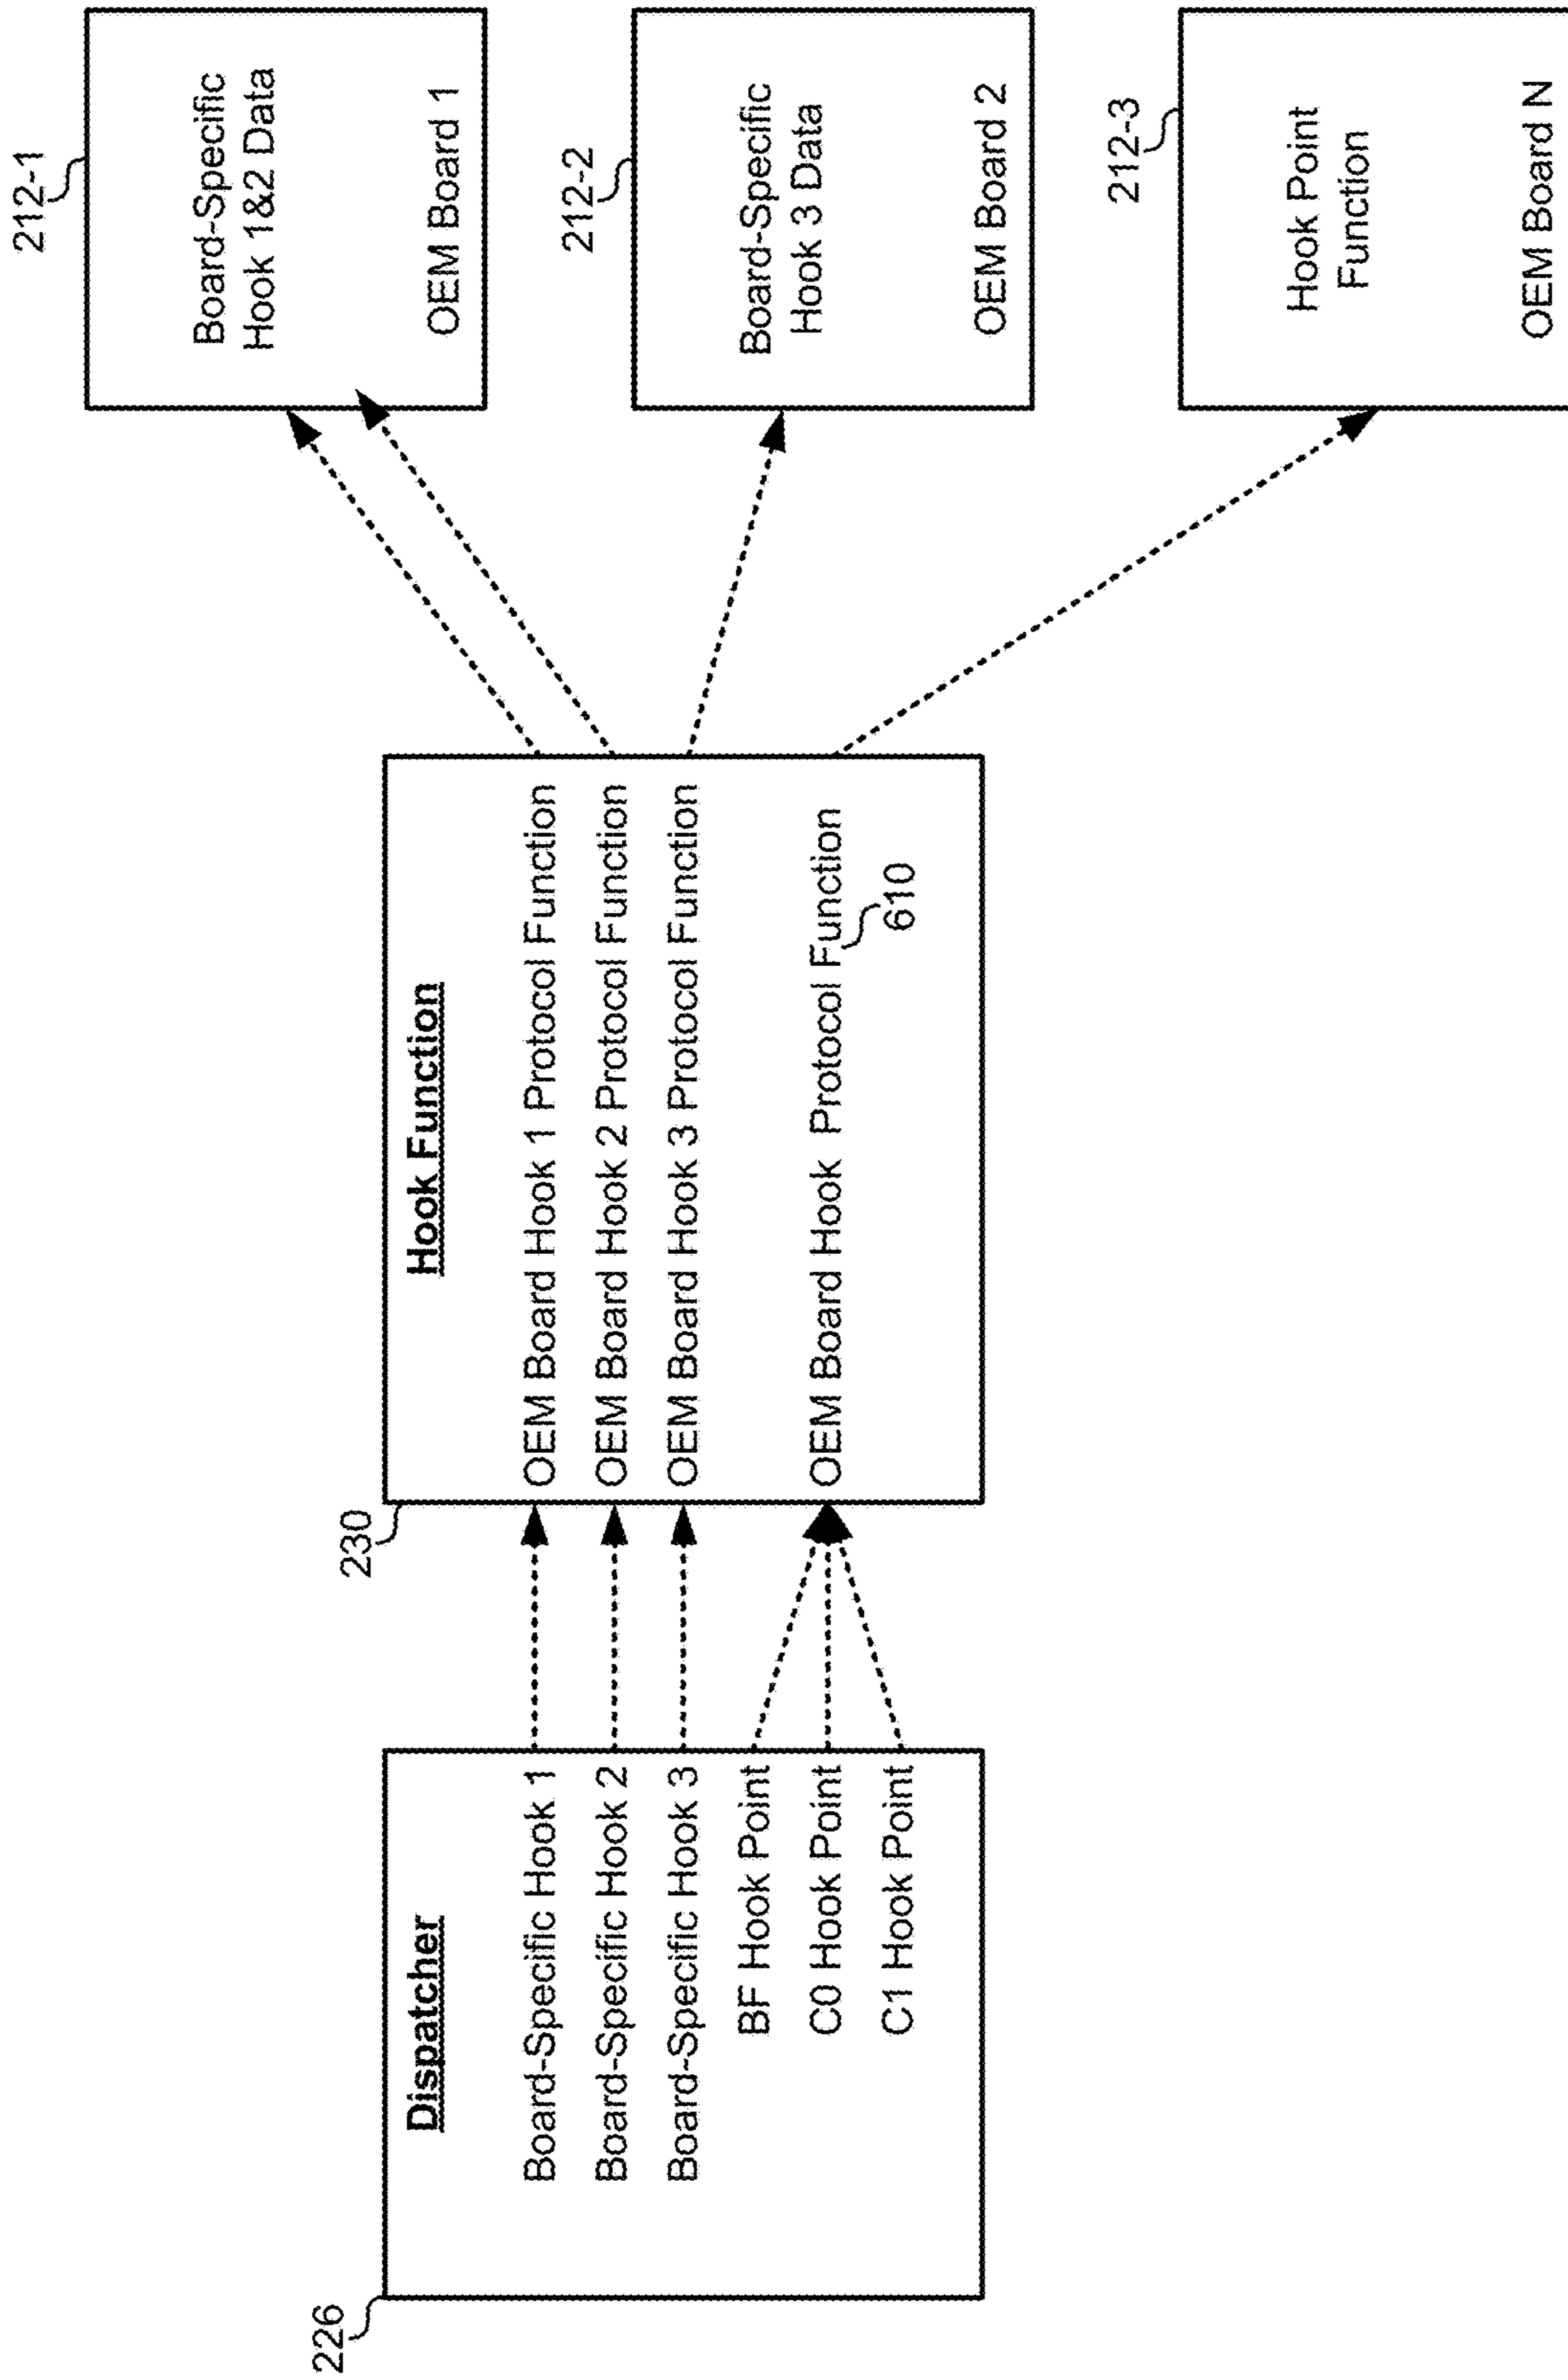 226
Dispatcher
Board-Specific Hook 1
Board-Specific Hook 2
Board-Specific Hook 3
BF Hook Point
C0 Hook Point
C1 Hook Point
230
Hook Function
OEM Board Hook 1 Protocol Function
OEM Board Hook 2 Protocol Function
OEM Board Hook 3 Protocol Function
OEM Board Hook Protocol Function
610
212-1
Board-Specific
Hook 1&2 Data
OEM Board 1
212-2
Board-Specific
Hook 3 Data
OEM Board 2
212-3
Hook Point
Function
OEM Board N